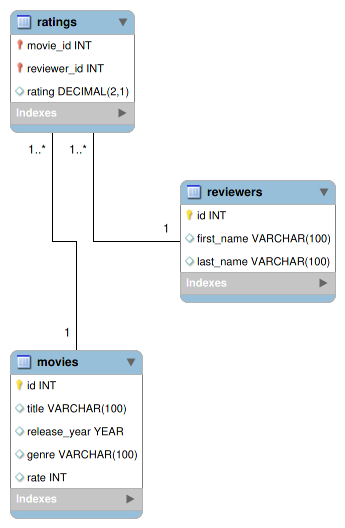 ratings
movie_id INT
reviewer_id INT
rating DECIMAL(2,1)
Indexes
1..*
1..*
reviewers
id INT
first_name VARCHAR(100)
last_name VARCHAR(100)
Indexes
1
1
movies
id INT
title VARCHAR(100)
release_year YEAR
genre VARCHAR(100)
rate INT
Indexes